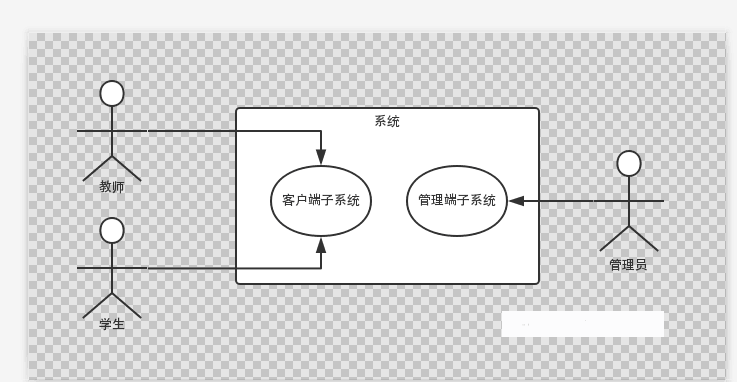 系统
教师
客户端子系统
管理端子系统
管理员
学生